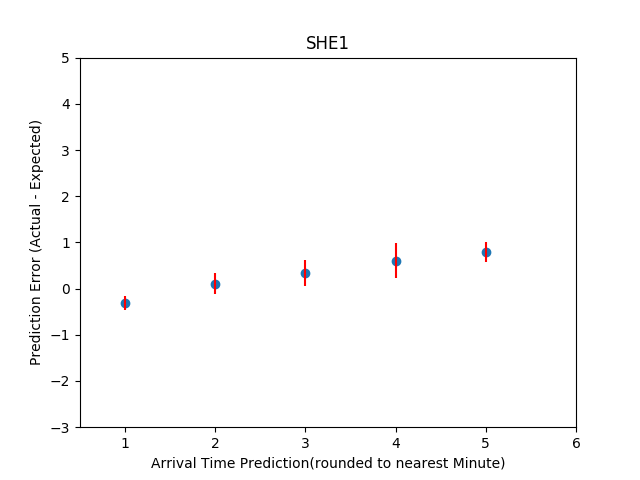 SHE1
5
4
3
2
1
0
−1
−2
−3
Prediction Error (Actual - Expected)
1 2 3 4 5 6
Arrival Time Prediction(rounded to nearest Minute)